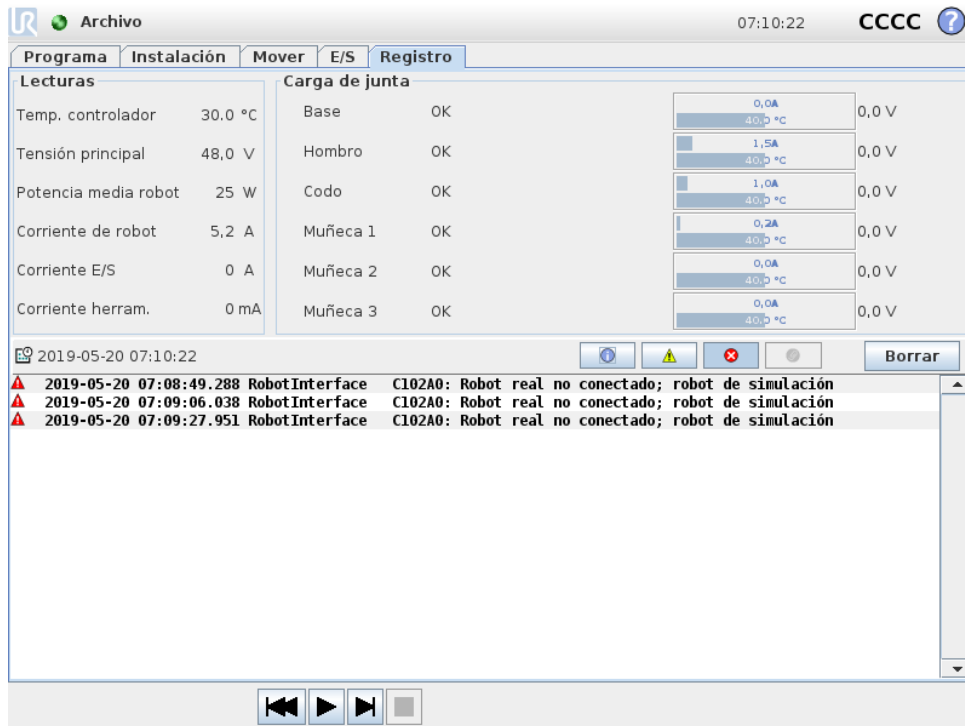 UR Archivo 07:10:22 CCCC ?
Programa Instalación Mover E/S Registro
Lecturas
Temp. controlador 30.0 °C
Tensión principal 48,0 V
Potencia media robot 25 W
Corriente de robot 5,2 A
Corriente E/S 0 A
Corriente herram. 0 mA
Carga de junta
Base OK 0,0A 40.0 °C 0,0 V
Hombro OK 1,5A 40.0 °C 0,0 V
Codo OK 1,0A 40.0 °C 0,0 V
Muñeca 1 OK 0,2A 40.0 °C 0,0 V
Muñeca 2 OK 0,0A 40.0 °C 0,0 V
Muñeca 3 OK 0,0A 40.0 °C 0,0 V
2019-05-20 07:10:22 Borrar
2019-05-20 07:08:49.288 RobotInterface C102A0: Robot real no conectado; robot de simulación
2019-05-20 07:09:06.038 RobotInterface C102A0: Robot real no conectado; robot de simulación
2019-05-20 07:09:27.951 RobotInterface C102A0: Robot real no conectado; robot de simulación